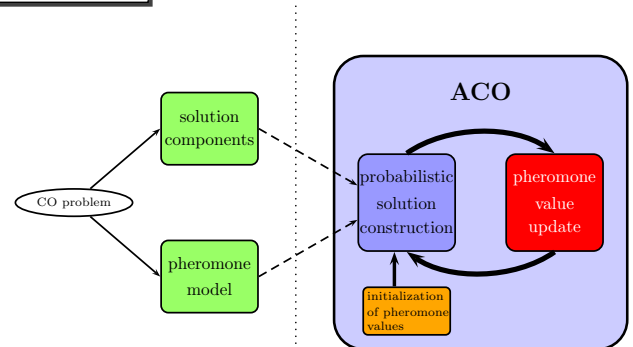 ACO
solution
components
CO problem
pheromone
model
probabilistic
solution
construction
pheromone
value
update
initialization
of pheromone
values